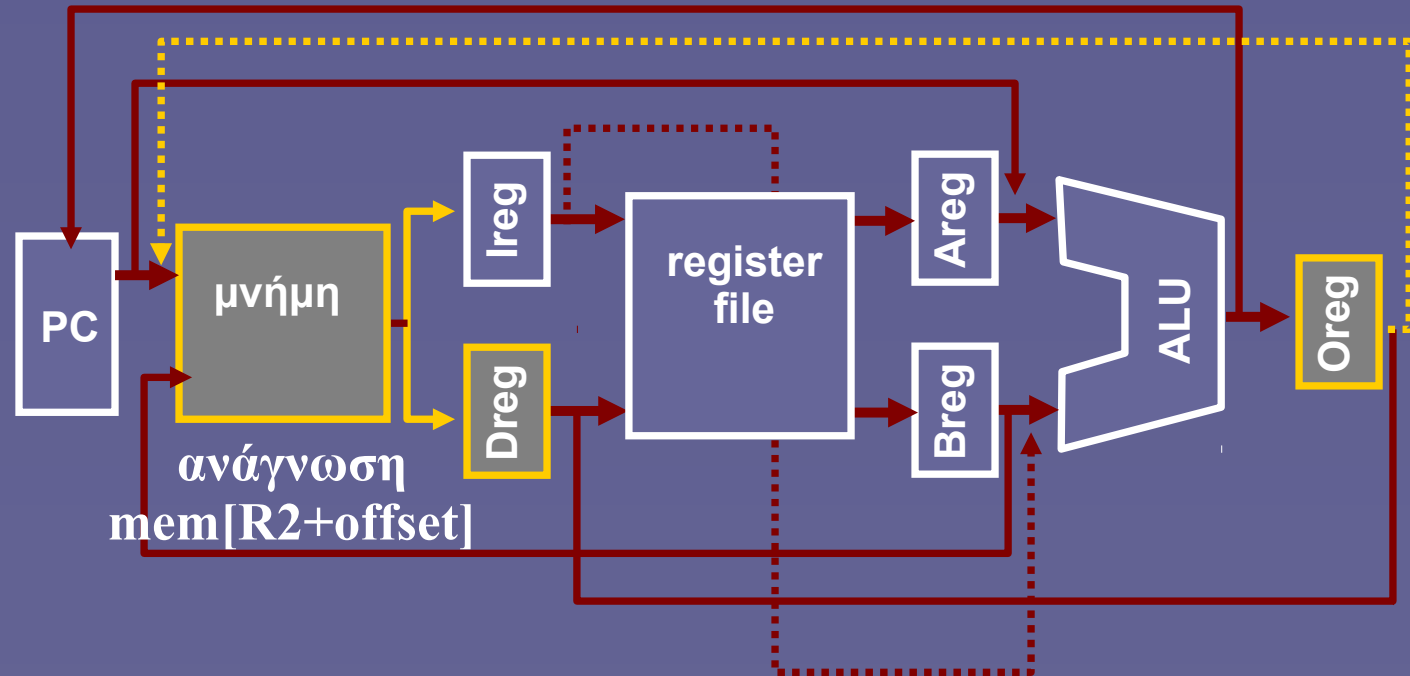 PC
μνήμη
ανάγνωση
mem[R2+offset]
Ireg
Dreg
register
file
Areg
Breg
ALU
Oreg